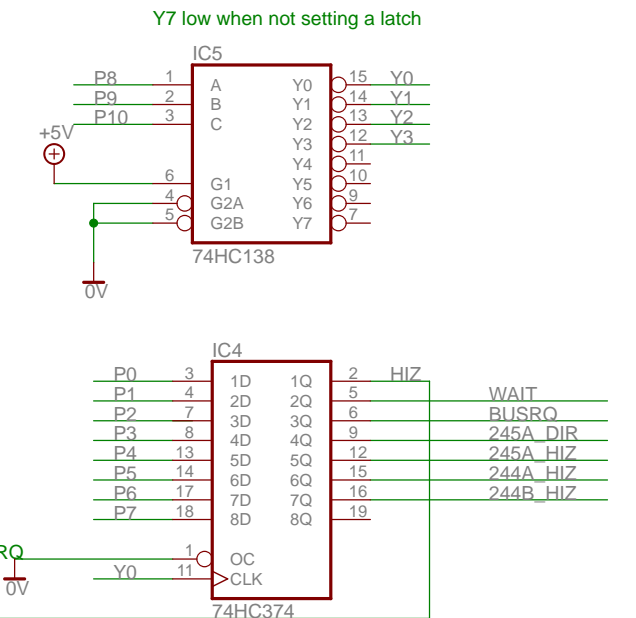 Y7 low when not setting a latch
IC5
P8 1 A Y0 15 Y0
P9 2 B Y1 14 Y1
P10 3 C Y2 13 Y2
+5V Y3 12 Y3
Y4 11
6 G1 Y5 10
4 G2A Y6 9
5 G2B Y7 7
74HC138
0V
IC4
P0 3 1D 1Q 2 HIZ
P1 4 2D 2Q 5 WAIT
P2 7 3D 3Q 6 BUSRQ
P3 8 4D 4Q 9 245A_DIR
P4 13 5D 5Q 12 245A_HIZ
P5 14 6D 6Q 15 244A_HIZ
P6 17 7D 7Q 16 244B_HIZ
P7 18 8D 8Q 19
RQ 1 OC
0V Y0 11 CLK
74HC374